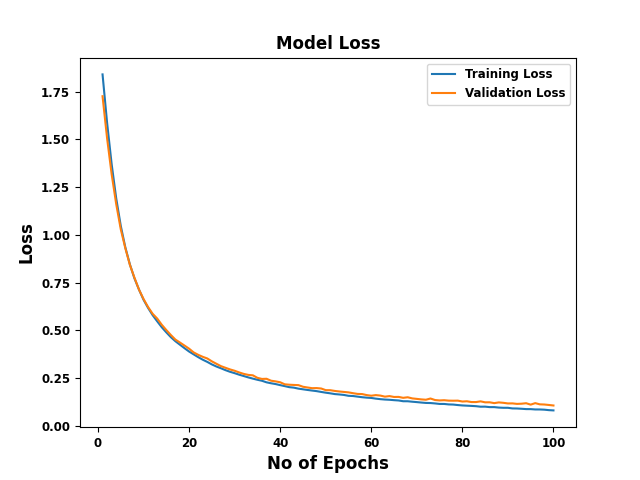 Model Loss
Training Loss
Validation Loss
1.75
1.50
1.25
1.00
0.75
0.50
0.25
0.00
Loss
0 20 40 60 80 100
No of Epochs